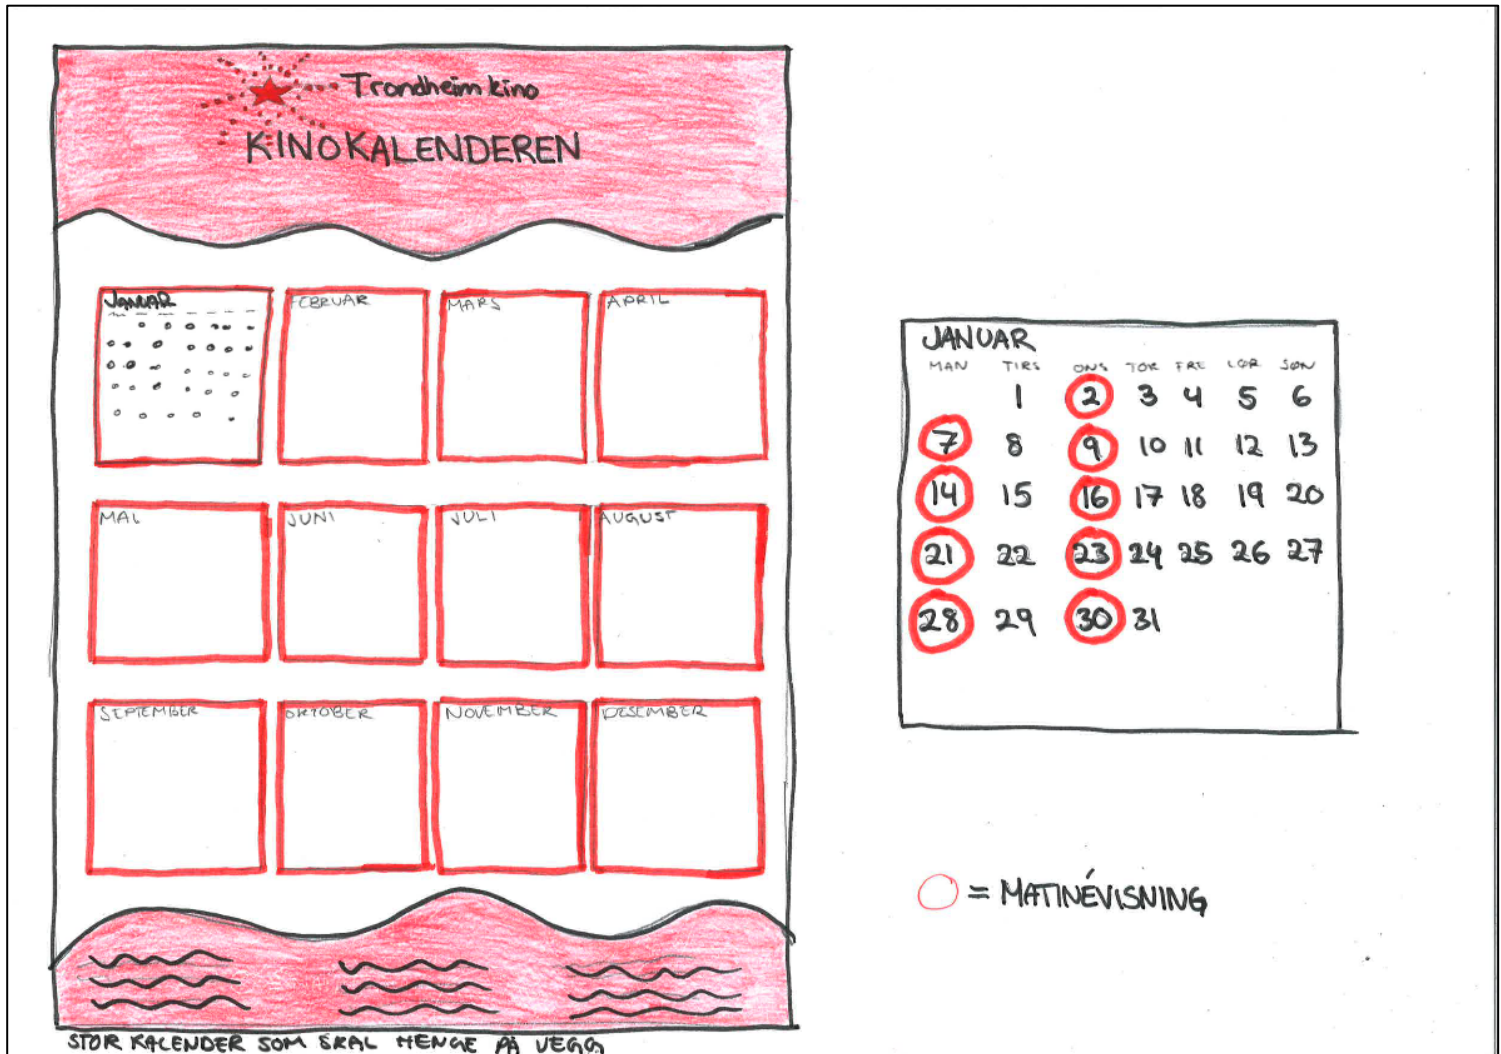 Trondheim kino
KINOKALENDEREN
JANUAR
FEBRUAR
MARS
APRIL
MAI
JUNI
JULI
AUGUST
SEPTEMBER
OKTOBER
NOVEMBER
DESEMBER
STOR KALENDER SOM SKAL HENGE PÅ VEGG
JANUAR
MAN TIRS ONS TOR FRE LØR SØN
1 2 3 4 5 6
7 8 9 10 11 12 13
14 15 16 17 18 19 20
21 22 23 24 25 26 27
28 29 30 31
= MATINÉVISNING